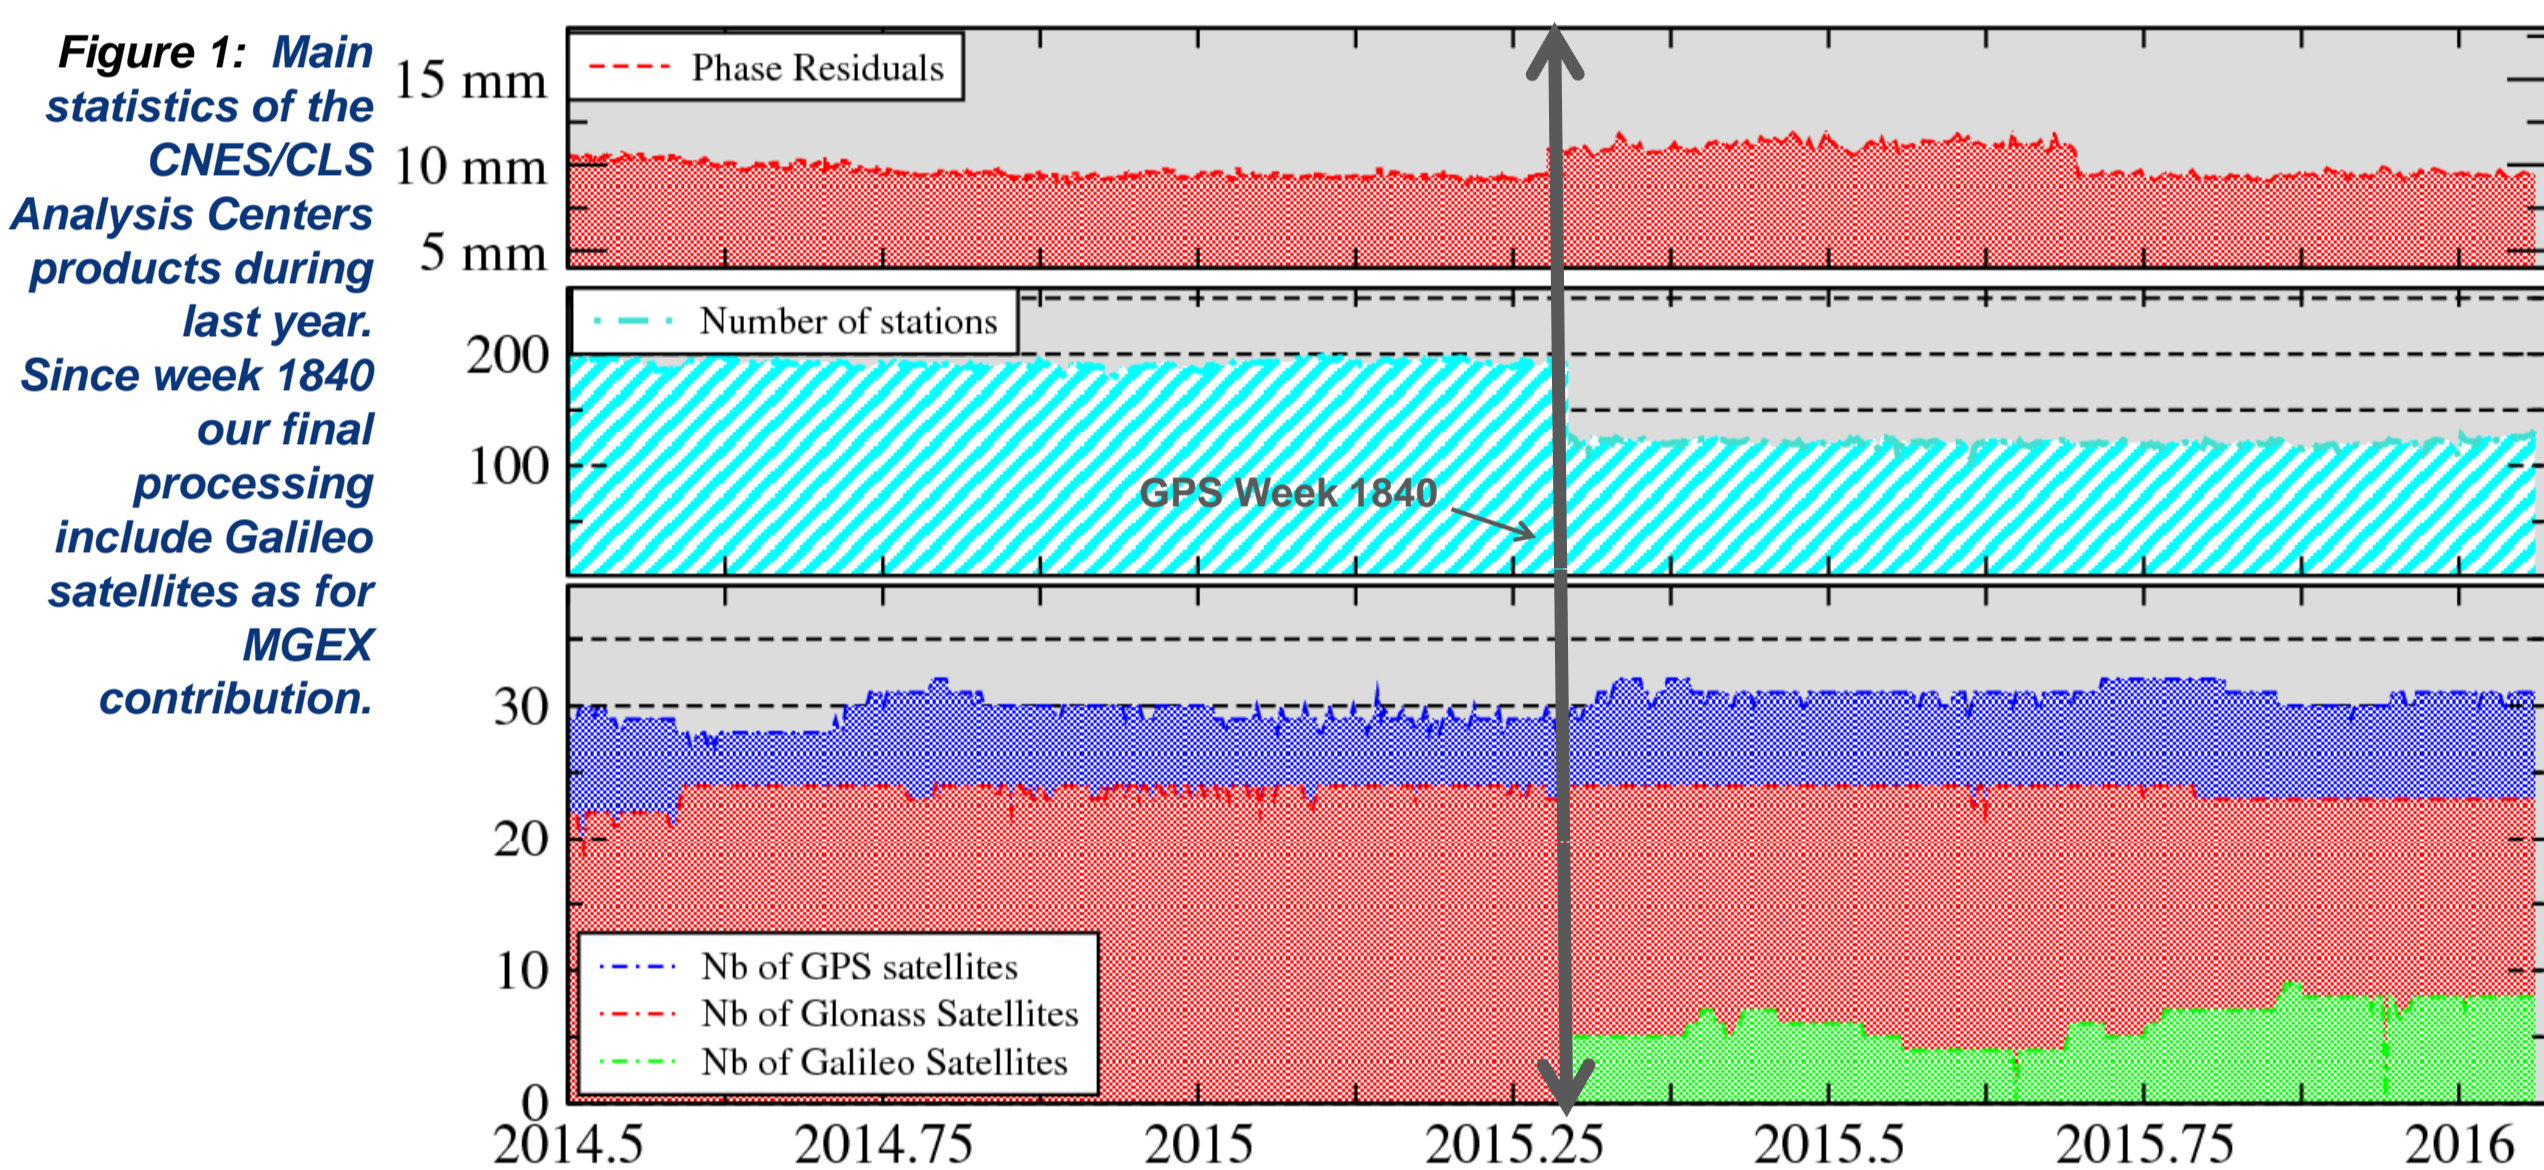 Figure 1: Main
statistics of the
CNES/CLS
Analysis Centers
products during
last year.
Since week 1840
our final
processing
include Galileo
satellites as for
MGEX
contribution.
Phase Residuals
15 mm
10 mm
5 mm
Number of stations
200
100
GPS Week 1840
30
20
10
0
Nb of GPS satellites
Nb of Glonass Satellites
Nb of Galileo Satellites
2014.5 2014.75 2015 2015.25 2015.5 2015.75 2016